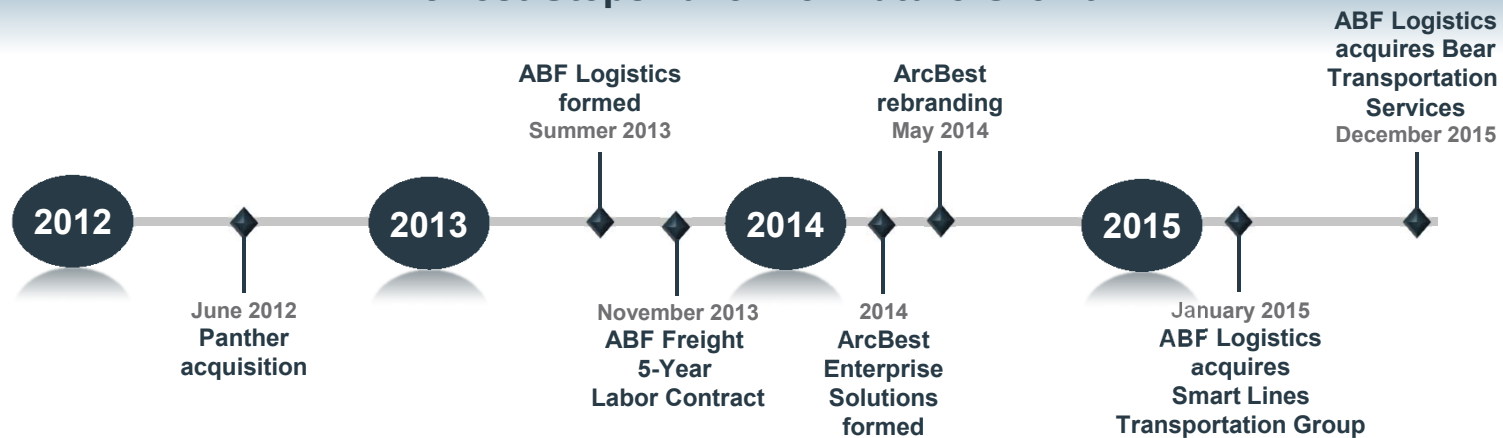 ABF Logistics
acquires Bear
Transportation
Services
December 2015
ABF Logistics
formed
Summer 2013
ArcBest
rebranding
May 2014
2012
2013
2014
2015
June 2012
Panther
acquisition
November 2013
ABF Freight
5-Year
Labor Contract
2014
ArcBest
Enterprise
Solutions
formed
January 2015
ABF Logistics
acquires
Smart Lines
Transportation Group